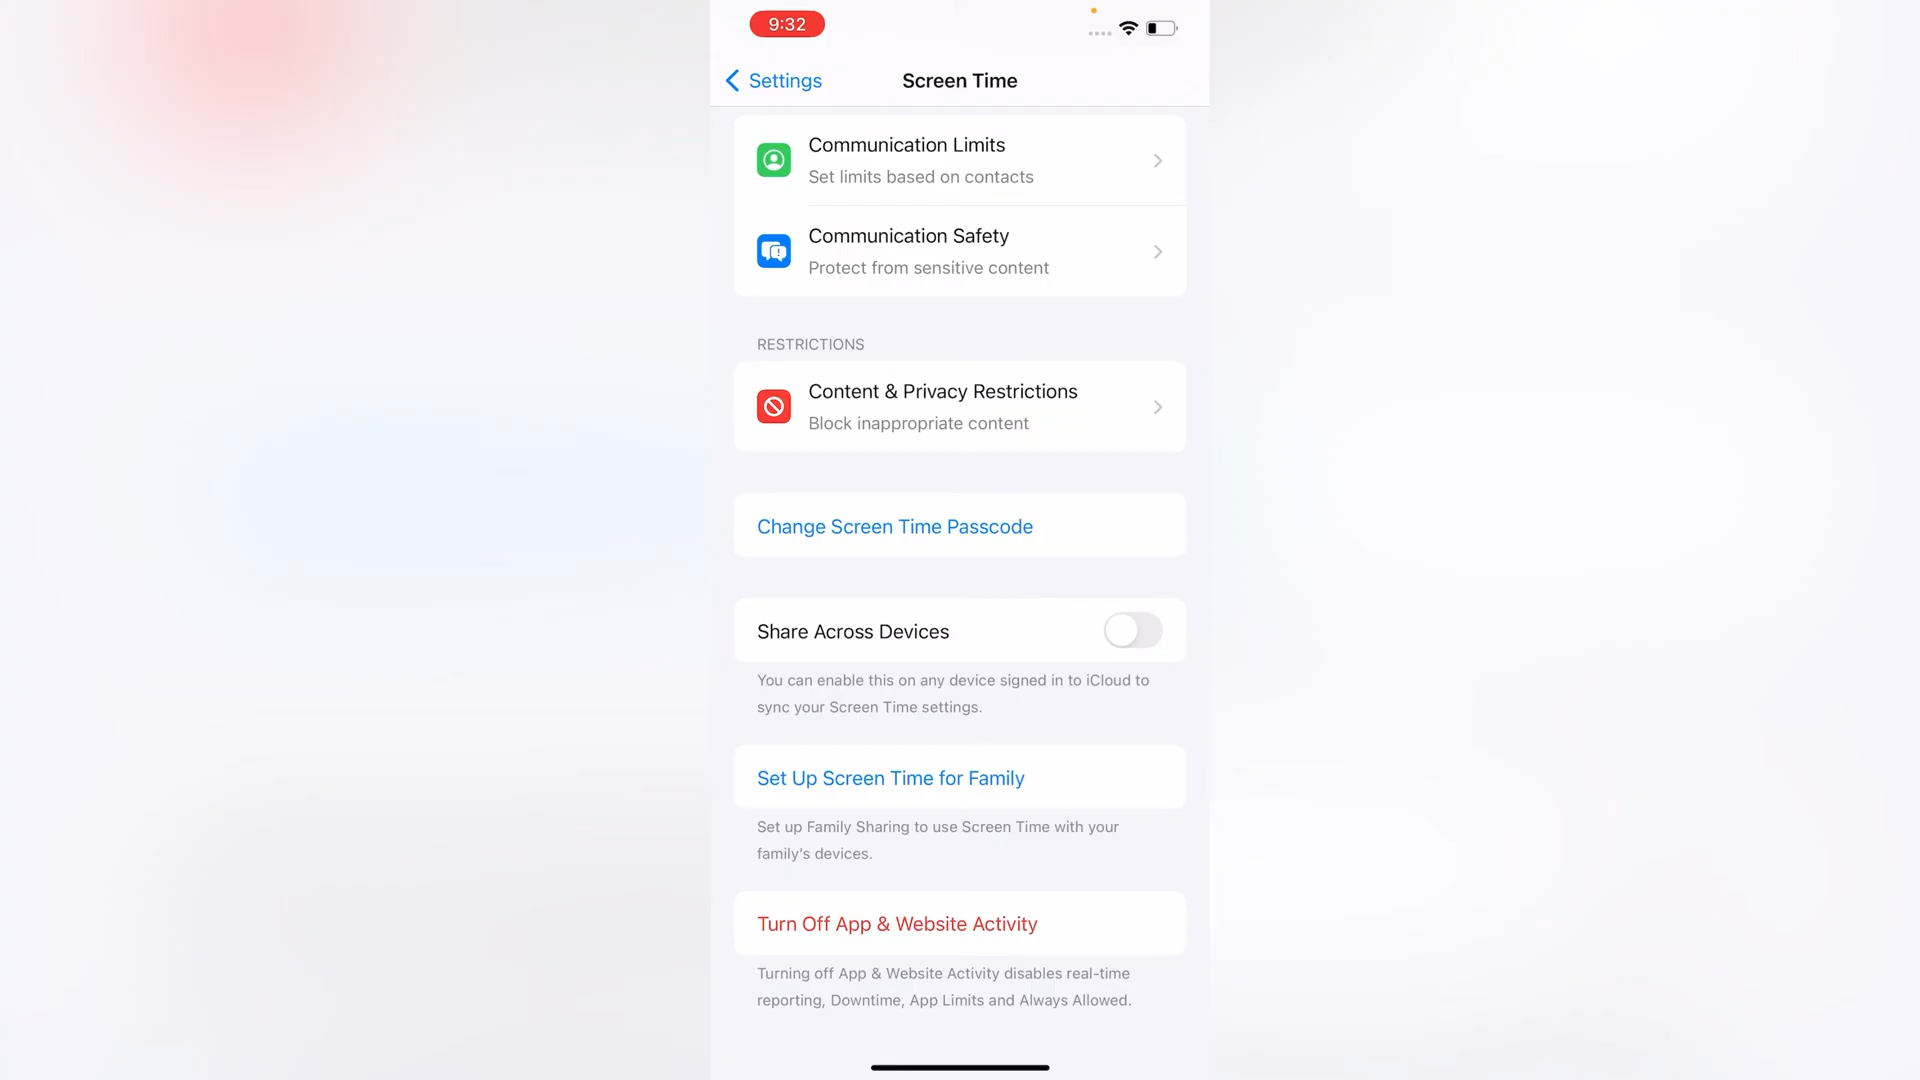 9:32
Settings
Screen Time
Communication Limits
Set limits based on contacts
Communication Safety
Protect from sensitive content
RESTRICTIONS
Content & Privacy Restrictions
Block inappropriate content
Change Screen Time Passcode
Share Across Devices
You can enable this on any device signed in to iCloud to
sync your Screen Time settings.
Set Up Screen Time for Family
Set up Family Sharing to use Screen Time with your
family's devices.
Turn Off App & Website Activity
Turning off App & Website Activity disables real-time
reporting, Downtime, App Limits and Always Allowed.